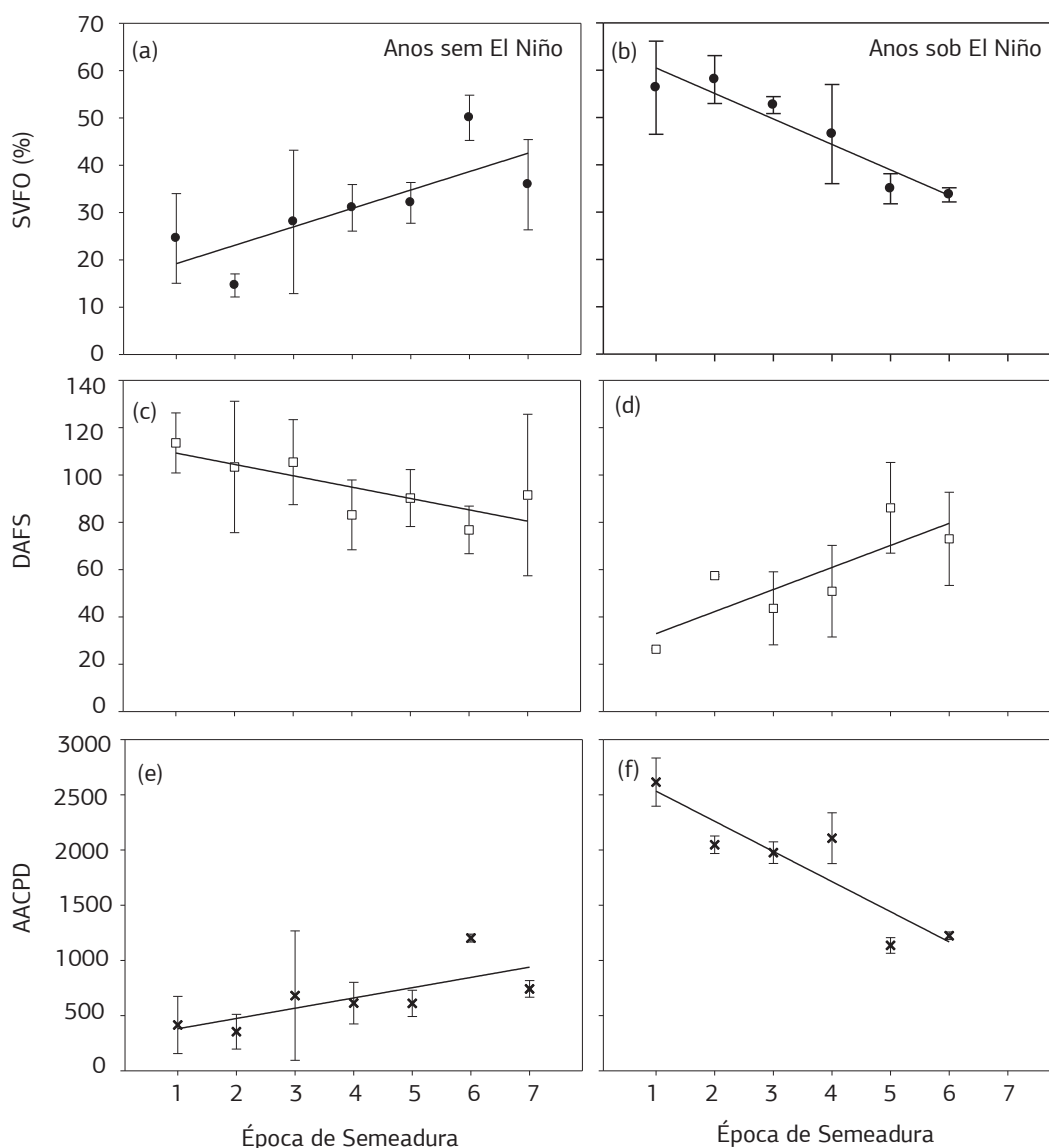 (a)
Anos sem El Niño
(b)
Anos sob El Niño
SVFO (%)
70
60
50
40
30
20
10
0
(c)
(d)
DAFS
140
120
100
80
60
40
20
0
(e)
(f)
AACPD
3000
2500
2000
1500
1000
500
0
1 2 3 4 5 6 7
1 2 3 4 5 6 7
Época de Semeadura
Época de Semeadura